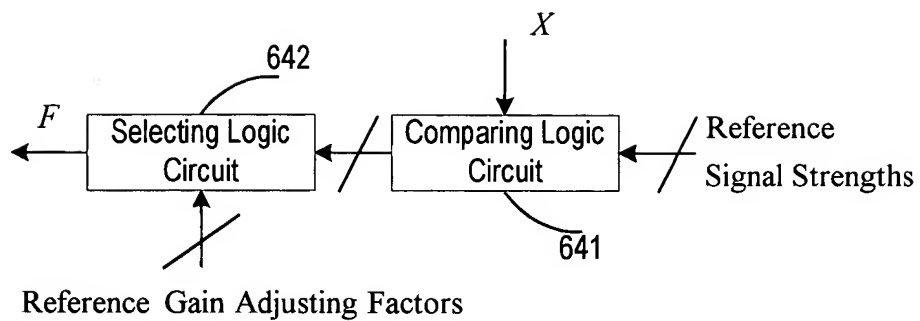 X
642
F
Selecting Logic
Circuit
Comparing Logic
Circuit
Reference
Signal Strengths
641
Reference Gain Adjusting Factors